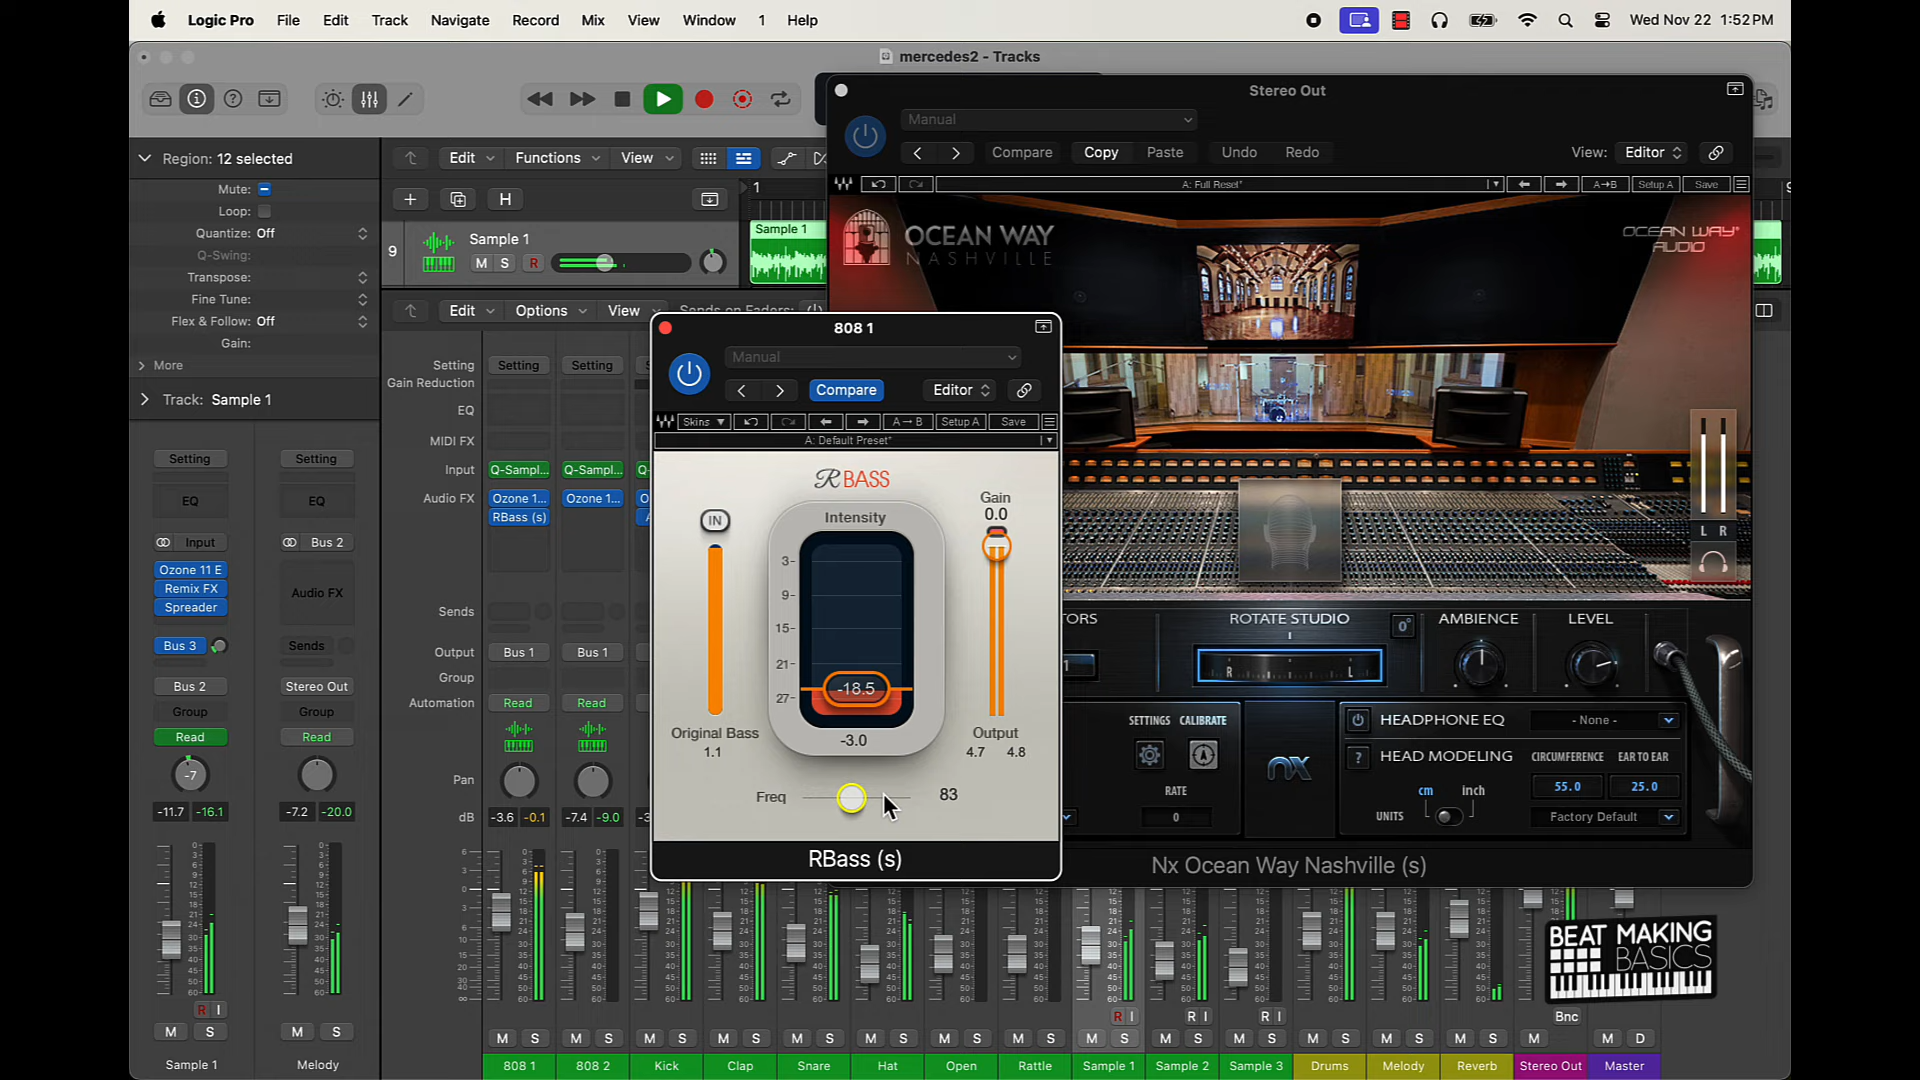 Logic Pro File Edit Track Navigate Record Mix View Window 1 Help
Wed Nov 22 1:52 PM
mercedes2 - Tracks
Stereo Out
Manual
Compare Copy Paste Undo Redo View: Editor
A: Full Reset* A→B Setup A Save
OCEAN WAY
NASHVILLE
OCEAN WAY
AUDIO
Region: 12 selected
Mute:
Loop:
Quantize: Off
Q-Swing:
Transpose:
Fine Tune:
Flex & Follow: Off
Gain:
More
Track: Sample 1
Edit Functions View
H
1
9
Sample 1
M S R
Sample 1
Edit Options View Sends on Faders:
Setting Setting Setting
Gain Reduction
EQ
MIDI FX
Input Q-Sampl... Q-Sampl...
Audio FX Ozone 1... Ozone 1...
RBass (s)
Sends
Output Bus 1 Bus 1
Group
Automation Read Read
Pan
dB -3.6 -0.1 -7.4 -9.0
Setting Setting
EQ EQ
Input Bus 2
Ozone 11 E
Remix FX
Spreader
Audio FX
Bus 3 Sends
Bus 2 Stereo Out
Group Group
Read Read
-7
-11.7 -16.1 -7.2 -20.0
R I
M S M S
Sample 1 Melody
808 1
Manual
Compare Editor
Skins A→B Setup A Save
A: Default Preset*
RBASS
IN
Intensity
Gain
0.0
3
9
15
21
27
-18.5
-3.0
Original Bass
1.1
Output
4.7 4.8
Freq 83
RBass (s)
L R
ROTATE STUDIO
0°
AMBIENCE
LEVEL
R L
SETTINGS CALIBRATE
RATE
0
nx
HEADPHONE EQ - None -
? HEAD MODELING
CIRCUMFERENCE EAR TO EAR
55.0 25.0
cm inch
UNITS
Factory Default
Nx Ocean Way Nashville (s)
BEAT MAKING
BASICS
R I R I R I Bnc
M S M S M S M S M S M S M S M S M S M S M S M S M S M S M M D
808 1 808 2 Kick Clap Snare Hat Open Rattle Sample 1 Sample 2 Sample 3 Drums Melody Reverb Stereo Out Master